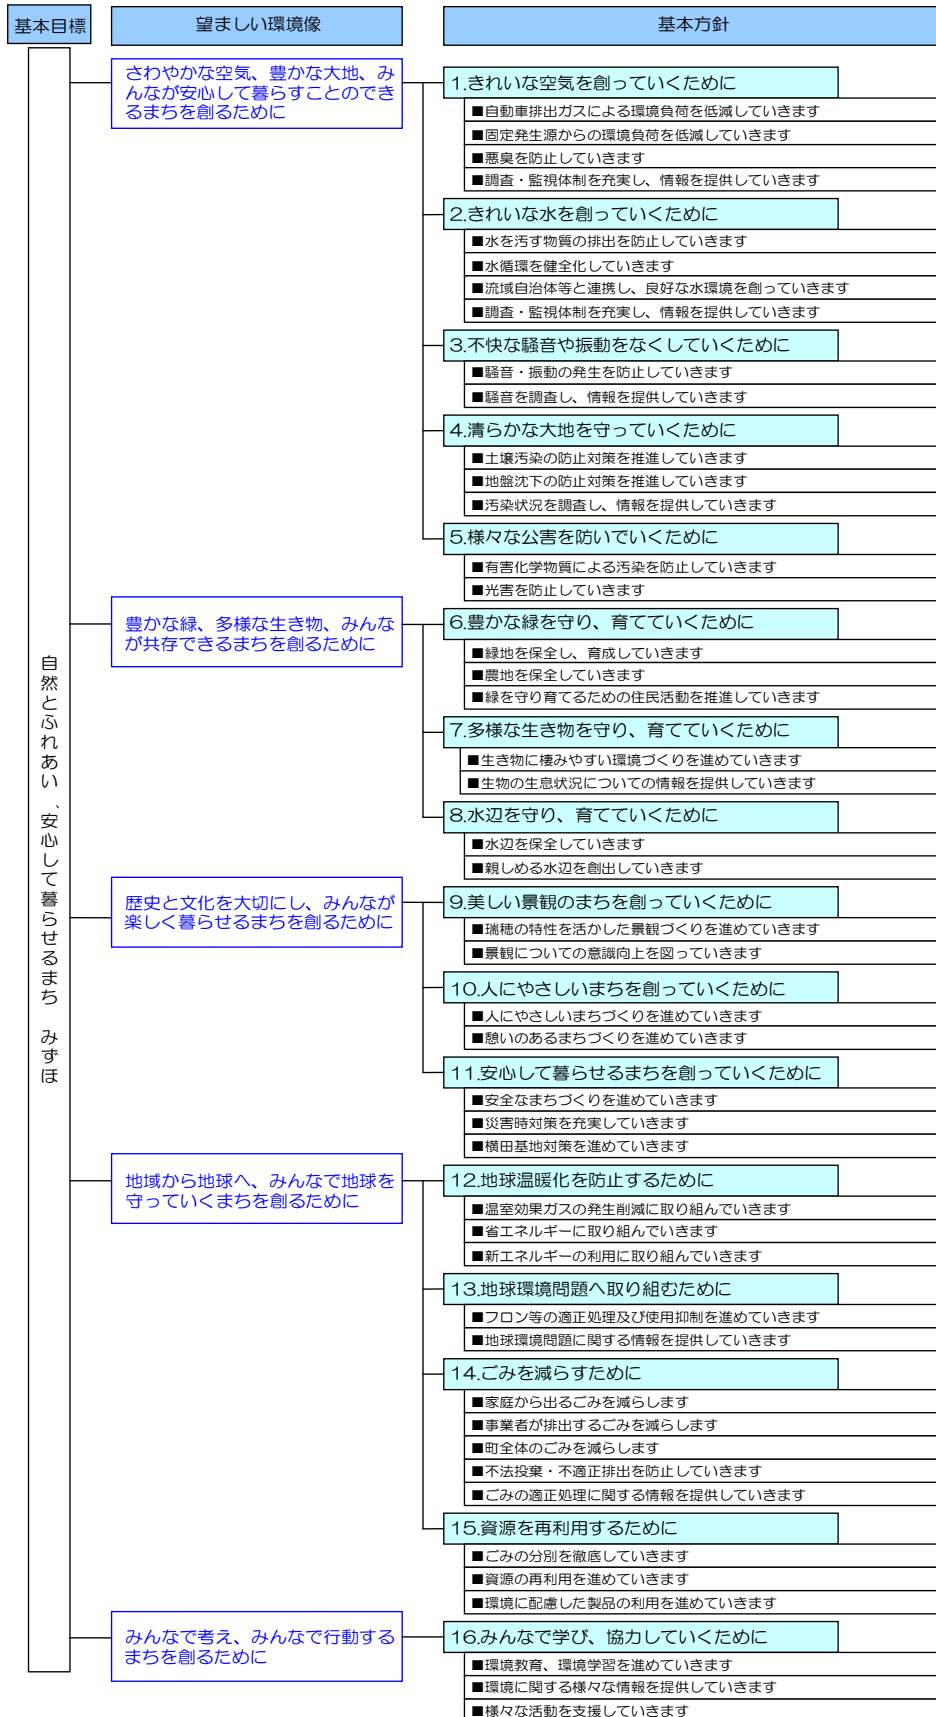 基本目標
望ましい環境像
基本方針
自然とふれあい、安心して暮らせるまち　みずほ
さわやかな空気、豊かな大地、み
んなが安心して暮らすことのでき
るまちを創るために
1.きれいな空気を創っていくために
■自動車排出ガスによる環境負荷を低減していきます
■固定発生源からの環境負荷を低減していきます
■悪臭を防止していきます
■調査・監視体制を充実し、情報を提供していきます
2.きれいな水を創っていくために
■水を汚す物質の排出を防止していきます
■水循環を健全化していきます
■流域自治体等と連携し、良好な水環境を創っていきます
■調査・監視体制を充実し、情報を提供していきます
3.不快な騒音や振動をなくしていくために
■騒音・振動の発生を防止していきます
■騒音を調査し、情報を提供していきます
4.清らかな大地を守っていくために
■土壌汚染の防止対策を推進していきます
■地盤沈下の防止対策を推進していきます
■汚染状況を調査し、情報を提供していきます
5.様々な公害を防いでいくために
■有害化学物質による汚染を防止していきます
■光害を防止していきます
豊かな緑、多様な生き物、みんな
が共存できるまちを創るために
6.豊かな緑を守り、育てていくために
■緑地を保全し、育成していきます
■農地を保全していきます
■緑を守り育てるための住民活動を推進していきます
7.多様な生き物を守り、育てていくために
■生き物に棲みやすい環境づくりを進めていきます
■生物の生息状況についての情報を提供していきます
8.水辺を守り、育てていくために
■水辺を保全していきます
■親しめる水辺を創出していきます
歴史と文化を大切にし、みんなが
楽しく暮らせるまちを創るために
9.美しい景観のまちを創っていくために
■瑞穂の特性を活かした景観づくりを進めていきます
■景観についての意識向上を図っていきます
10.人にやさしいまちを創っていくために
■人にやさしいまちづくりを進めていきます
■憩いのあるまちづくりを進めていきます
11.安心して暮らせるまちを創っていくために
■安全なまちづくりを進めていきます
■災害時対策を充実していきます
■横田基地対策を進めていきます
地域から地球へ、みんなで地球を
守っていくまちを創るために
12.地球温暖化を防止するために
■温室効果ガスの発生削減に取り組んでいきます
■省エネルギーに取り組んでいきます
■新エネルギーの利用に取り組んでいきます
13.地球環境問題へ取り組むために
■フロン等の適正処理及び使用抑制を進めていきます
■地球環境問題に関する情報を提供していきます
14.ごみを減らすために
■家庭から出るごみを減らします
■事業者が排出するごみを減らします
■町全体のごみを減らします
■不法投棄・不適正排出を防止していきます
■ごみの適正処理に関する情報を提供していきます
15.資源を再利用するために
■ごみの分別を徹底していきます
■資源の再利用を進めていきます
■環境に配慮した製品の利用を進めていきます
みんなで考え、みんなで行動する
まちを創るために
16.みんなで学び、協力していくために
■環境教育、環境学習を進めていきます
■環境に関する様々な情報を提供していきます
■様々な活動を支援していきます